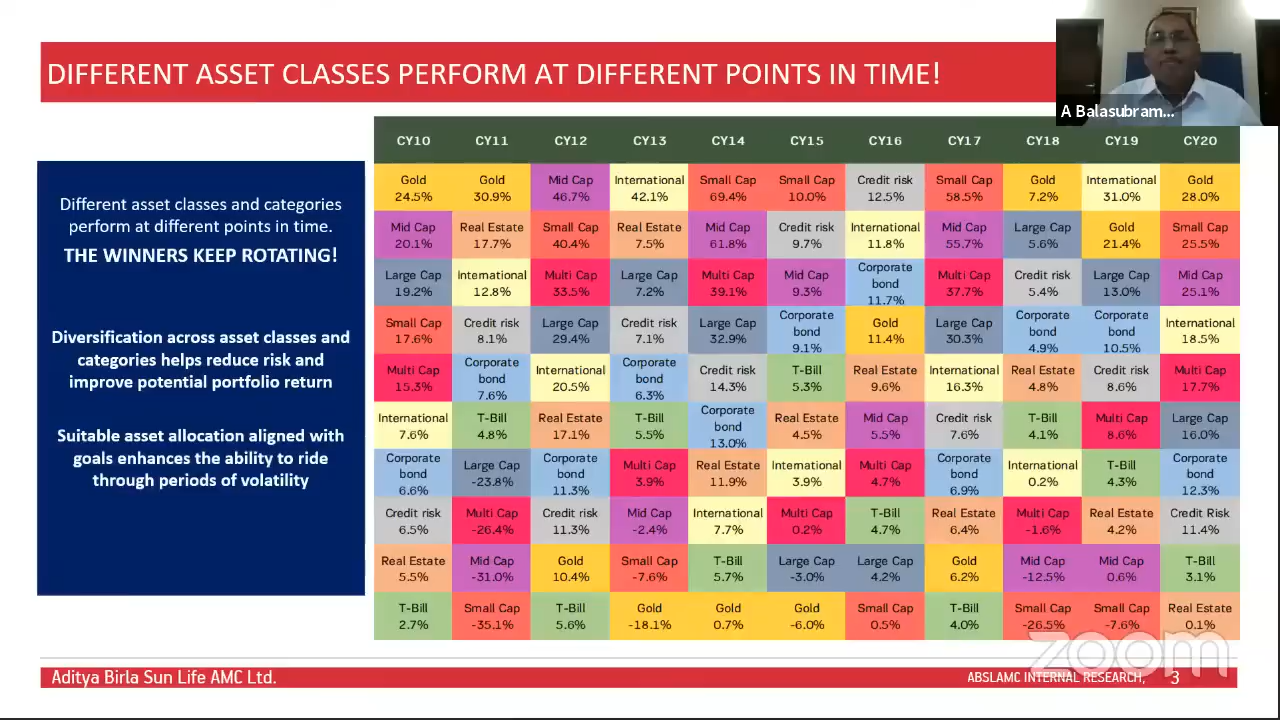 DIFFERENT ASSET CLASSES PERFORM AT DIFFERENT POINTS IN TIME!
A Balasubram...
Different asset classes and categories
perform at different points in time.
THE WINNERS KEEP ROTATING!
Diversification across asset classes and
categories helps reduce risk and
improve potential portfolio return
Suitable asset allocation aligned with
goals enhances the ability to ride
through periods of volatility
CY10 CY11 CY12 CY13 CY14 CY15 CY16 CY17 CY18 CY19 CY20
Gold Gold Mid Cap International Small Cap Small Cap Credit risk Small Cap Gold International Gold
24.5% 30.9% 46.7% 42.1% 69.4% 10.0% 12.5% 58.5% 7.2% 31.0% 28.0%
Mid Cap Real Estate Small Cap Real Estate Mid Cap Credit risk International Mid Cap Large Cap Gold Small Cap
20.1% 17.7% 40.4% 7.5% 61.8% 9.7% 11.8% 55.7% 5.6% 21.4% 25.5%
Large Cap International Multi Cap Large Cap Multi Cap Mid Cap Corporate bond Multi Cap Credit risk Large Cap Mid Cap
19.2% 12.8% 33.5% 7.2% 39.1% 9.3% 11.7% 37.7% 5.4% 13.0% 25.1%
Small Cap Credit risk Large Cap Credit risk Large Cap Corporate bond Gold Large Cap Corporate bond Corporate bond International
17.6% 8.1% 29.4% 7.1% 32.9% 9.1% 11.4% 30.3% 4.9% 10.5% 18.5%
Multi Cap Corporate bond International Corporate bond Credit risk T-Bill Real Estate International Real Estate Credit risk Multi Cap
15.3% 7.6% 20.5% 6.3% 14.3% 5.3% 9.6% 16.3% 4.8% 8.6% 17.7%
International T-Bill Real Estate T-Bill Corporate bond Real Estate Mid Cap Credit risk T-Bill Multi Cap Large Cap
7.6% 4.8% 17.1% 5.5% 13.0% 4.5% 5.5% 7.6% 4.1% 8.6% 16.0%
Corporate bond Large Cap Corporate bond Multi Cap Real Estate International Multi Cap Corporate bond International T-Bill Corporate bond
6.6% -23.8% 11.3% 3.9% 11.9% 3.9% 4.7% 6.9% 0.2% 4.3% 12.3%
Credit risk Multi Cap Credit risk Mid Cap International Multi Cap T-Bill Real Estate Multi Cap Real Estate Credit Risk
6.5% -26.4% 11.3% -2.4% 7.7% 0.2% 4.7% 6.4% -1.6% 4.2% 11.4%
Real Estate Mid Cap Gold Small Cap T-Bill Large Cap Large Cap Gold Mid Cap Mid Cap T-Bill
5.5% -31.0% 10.4% -7.6% 5.7% -3.0% 4.2% 6.2% -12.5% 0.6% 3.1%
T-Bill Small Cap T-Bill Gold Gold Gold Small Cap T-Bill Small Cap Small Cap Real Estate
2.7% -35.1% 5.6% -18.1% 0.7% -6.0% 0.5% 4.0% -26.5% -7.6% 0.1%
zoom
Aditya Birla Sun Life AMC Ltd. ABSLAMC INTERNAL RESEARCH, 3